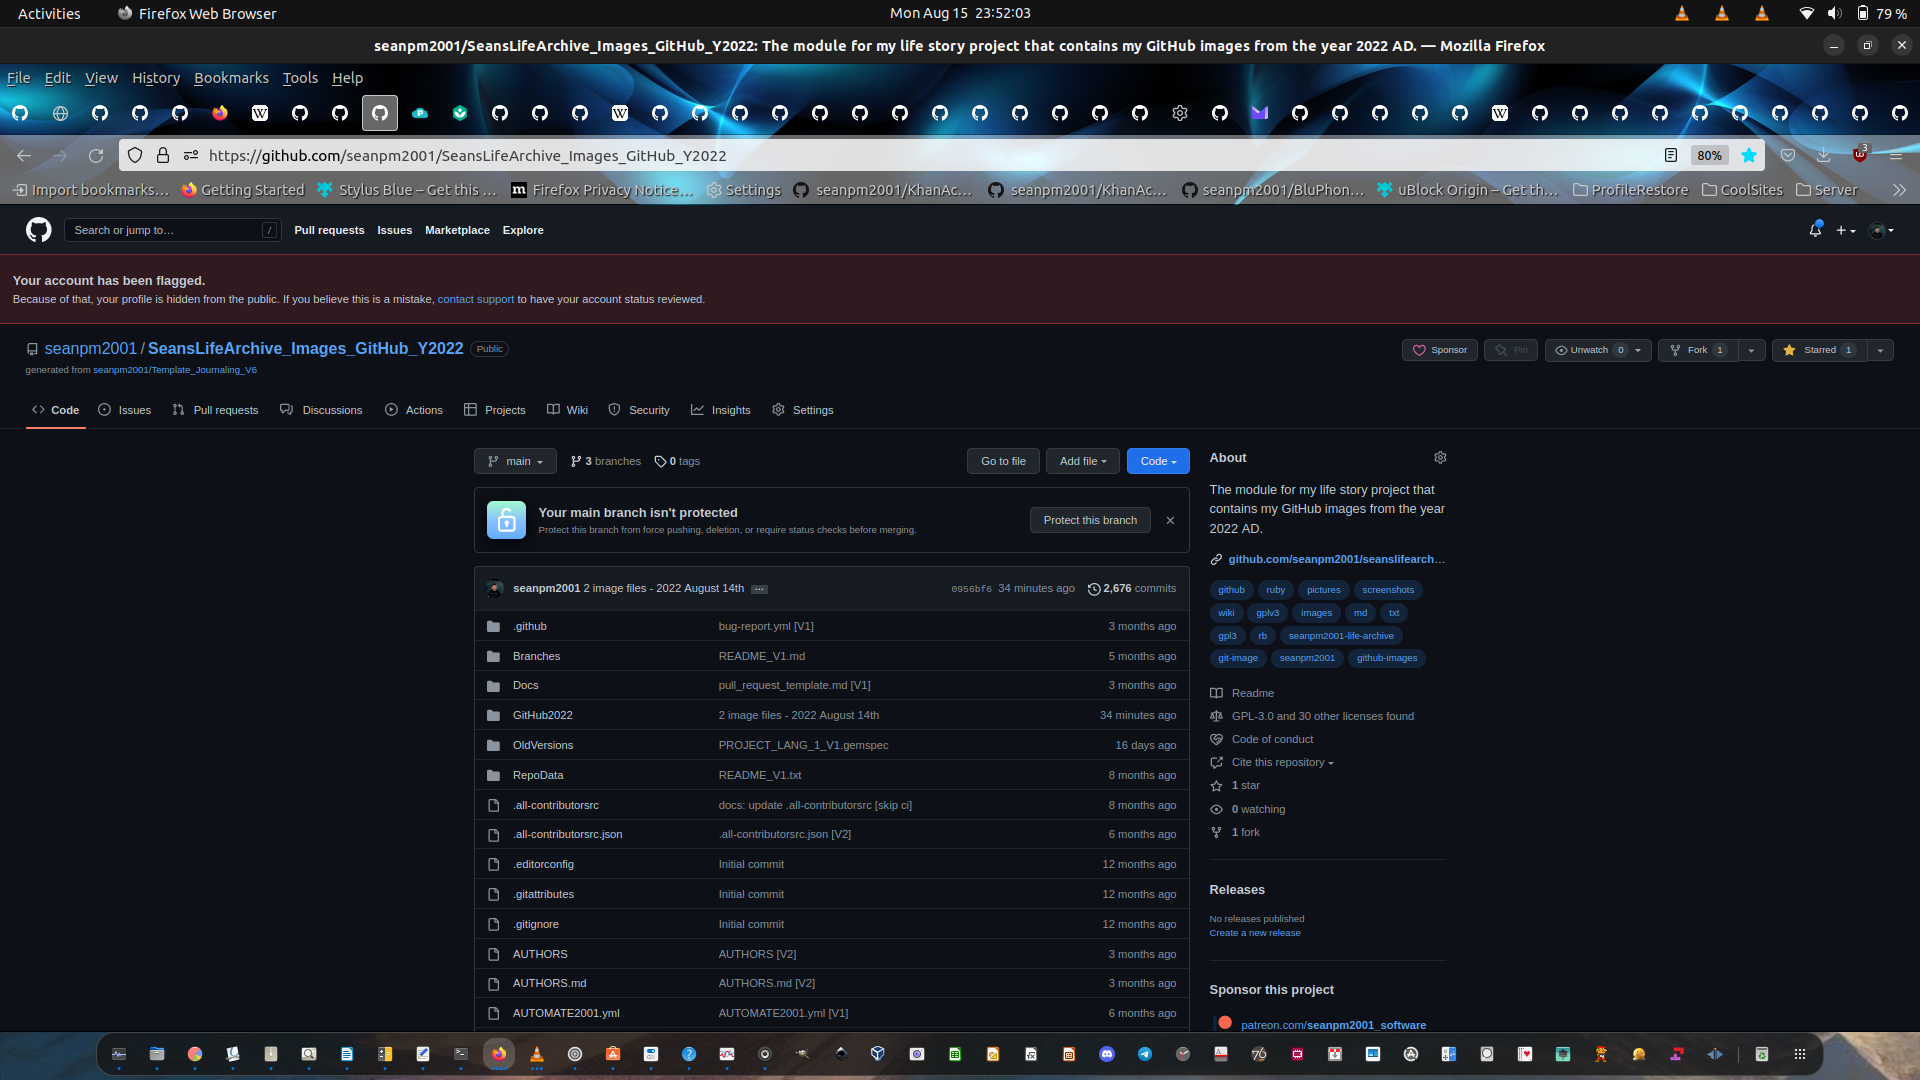 Activities Firefox Web Browser Mon Aug 15 23:52:03 79 %
seanpm2001/SeansLifeArchive_Images_GitHub_Y2022: The module for my life story project that contains my GitHub images from the year 2022 AD. — Mozilla Firefox
File Edit View History Bookmarks Tools Help
https://github.com/seanpm2001/SeansLifeArchive_Images_GitHub_Y2022 80% 3
Import bookmarks… Getting Started Stylus Blue – Get this … Firefox Privacy Notice… Settings seanpm2001/KhanAc… seanpm2001/KhanAc… seanpm2001/BluPhon… uBlock Origin – Get th… ProfileRestore CoolSites Server
Search or jump to… / Pull requests Issues Marketplace Explore
Your account has been flagged.
Because of that, your profile is hidden from the public. If you believe this is a mistake, contact support to have your account status reviewed.
seanpm2001 / SeansLifeArchive_Images_GitHub_Y2022 Public Sponsor Pin Unwatch 0 Fork 1 Starred 1
generated from seanpm2001/Template_Journaling_V6
Code Issues Pull requests Discussions Actions Projects Wiki Security Insights Settings
main 3 branches 0 tags Go to file Add file Code
Your main branch isn't protected
Protect this branch from force pushing, deletion, or require status checks before merging.
Protect this branch
seanpm2001 2 image files - 2022 August 14th ... 0956bf6 34 minutes ago 2,676 commits
.github bug-report.yml [V1] 3 months ago
Branches README_V1.md 5 months ago
Docs pull_request_template.md [V1] 3 months ago
GitHub2022 2 image files - 2022 August 14th 34 minutes ago
OldVersions PROJECT_LANG_1_V1.gemspec 16 days ago
RepoData README_V1.txt 8 months ago
.all-contributorsrc docs: update .all-contributorsrc [skip ci] 8 months ago
.all-contributorsrc.json .all-contributorsrc.json [V2] 6 months ago
.editorconfig Initial commit 12 months ago
.gitattributes Initial commit 12 months ago
.gitignore Initial commit 12 months ago
AUTHORS AUTHORS [V2] 3 months ago
AUTHORS.md AUTHORS.md [V2] 3 months ago
AUTOMATE2001.yml AUTOMATE2001.yml [V1] 6 months ago
About
The module for my life story project that
contains my GitHub images from the year
2022 AD.
github.com/seanpm2001/seanslifearch…
github ruby pictures screenshots
wiki gplv3 images md txt
gpl3 rb seanpm2001-life-archive
git-image seanpm2001 github-images
Readme
GPL-3.0 and 30 other licenses found
Code of conduct
Cite this repository
1 star
0 watching
1 fork
Releases
No releases published
Create a new release
Sponsor this project
patreon.com/seanpm2001_software